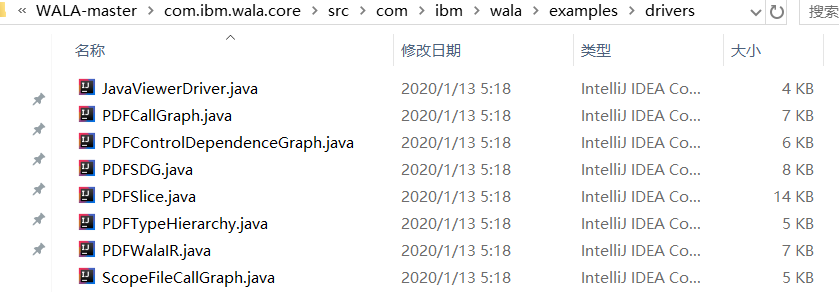 « WALA-master › com.ibm.wala.core › src › com › ibm › wala › examples › drivers 搜索
名称 修改日期 类型 大小
JavaViewerDriver.java 2020/1/13 5:18 IntelliJ IDEA Co... 4 KB
PDFCallGraph.java 2020/1/13 5:18 IntelliJ IDEA Co... 7 KB
PDFControlDependenceGraph.java 2020/1/13 5:18 IntelliJ IDEA Co... 6 KB
PDFSDG.java 2020/1/13 5:18 IntelliJ IDEA Co... 8 KB
PDFSlice.java 2020/1/13 5:18 IntelliJ IDEA Co... 14 KB
PDFTypeHierarchy.java 2020/1/13 5:18 IntelliJ IDEA Co... 5 KB
PDFWalaIR.java 2020/1/13 5:18 IntelliJ IDEA Co... 7 KB
ScopeFileCallGraph.java 2020/1/13 5:18 IntelliJ IDEA Co... 5 KB